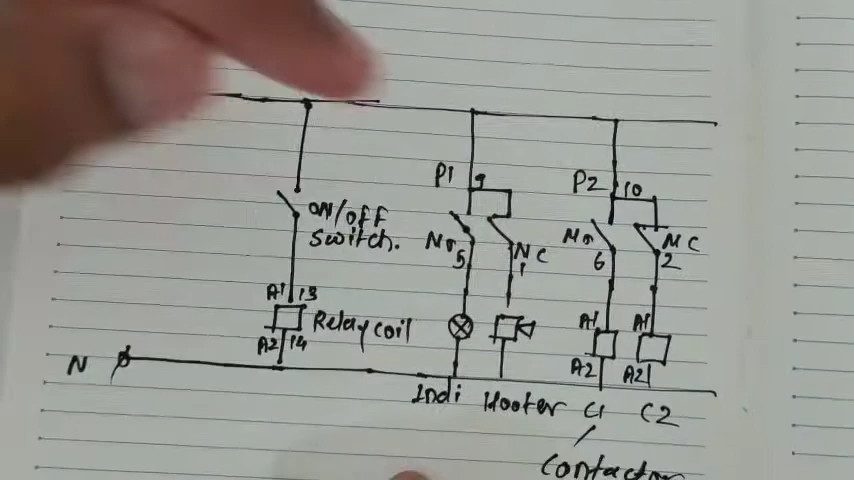 P1 9
P2 10
ON/OFF
Switch.
No
5
NC
1
No
6
NC
2
A1 13
Relay coil
A2 14
A1
A2
A1
A2
N
Indi Hooter C1 C2
Contactor